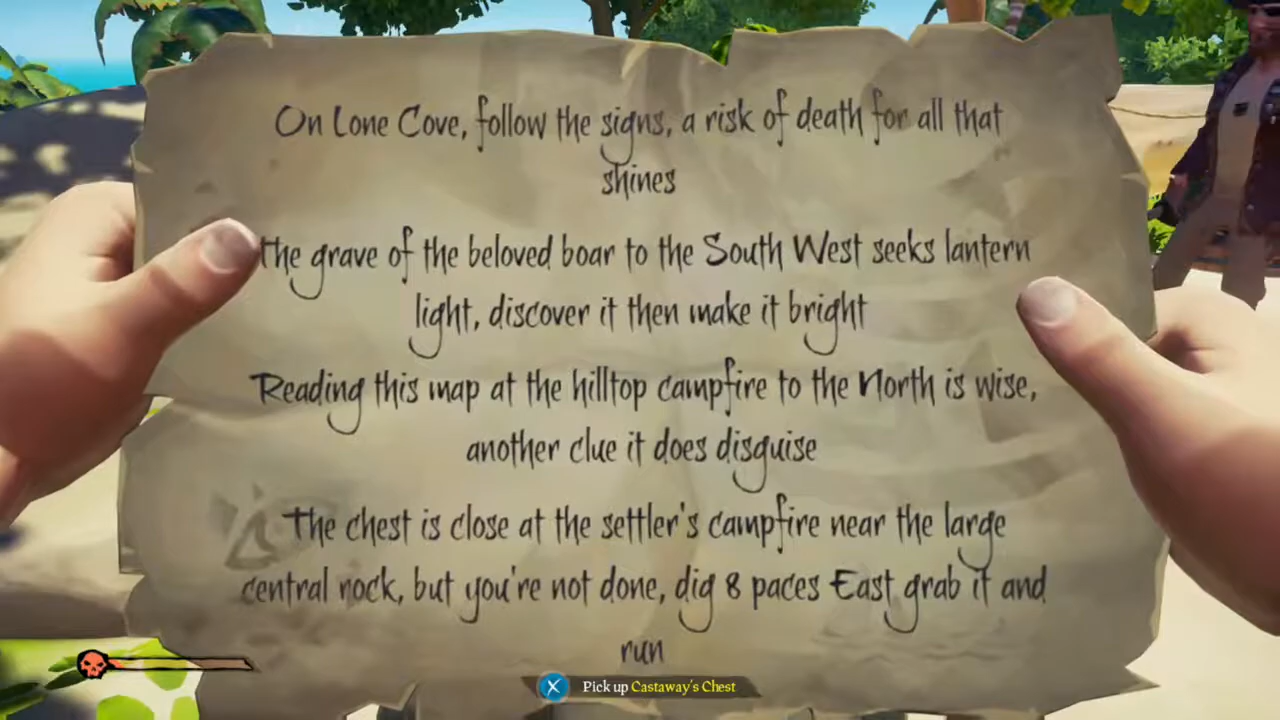 On Lone Cove, follow the signs, a risk of death for all that
shines
the grave of the beloved boar to the South West seeks lantern
light, discover it then make it bright
Reading this map at the hilltop campfire to the North is wise,
another clue it does disguise
The chest is close at the settler's campfire near the large
central rock, but you're not done, dig 8 paces East grab it and
run
X Pick up Castaway's Chest